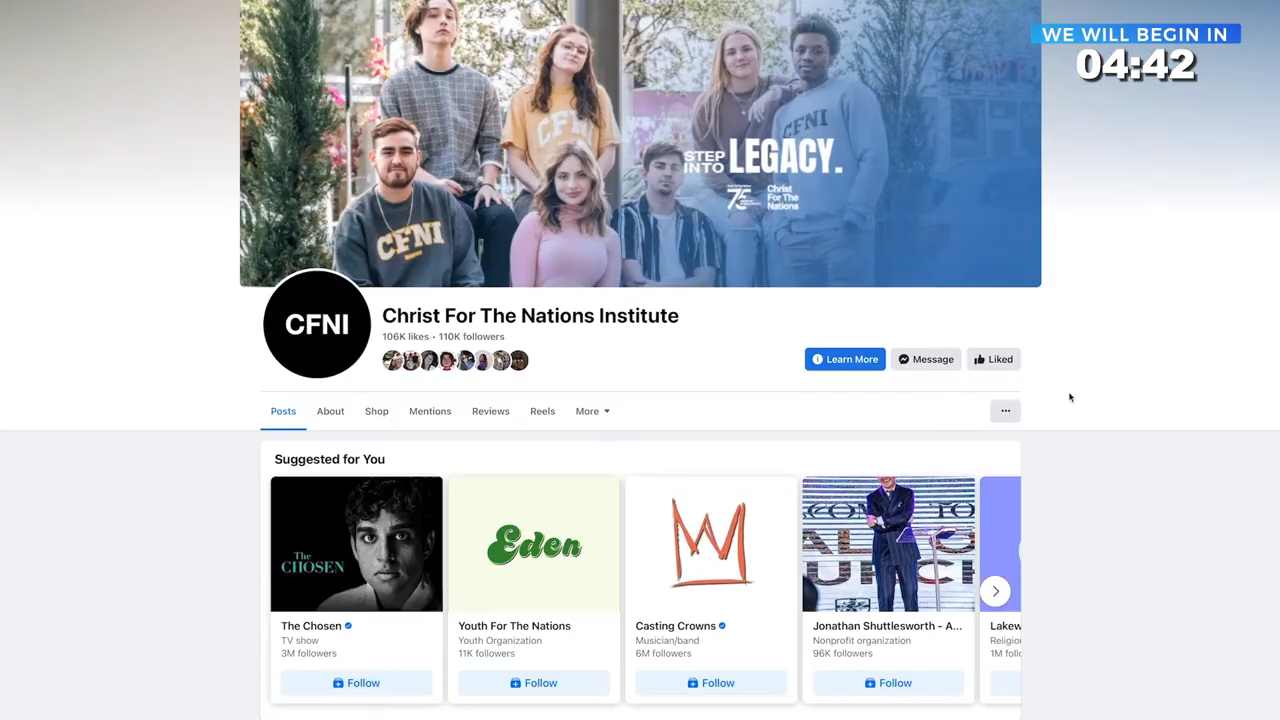 WE WILL BEGIN IN
04:42
CFNI
CFNI
CFNI
STEP
INTO
LEGACY.
75
Christ
For The
Nations
CFNI
Christ For The Nations Institute
106K likes • 110K followers
Learn More
Message
Liked
Posts
About
Shop
Mentions
Reviews
Reels
More
Suggested for You
The
CHOSEN
Eden
The Chosen
TV show
3M followers
Follow
Youth For The Nations
Youth Organization
11K followers
Follow
Casting Crowns
Musician/band
6M followers
Follow
Jonathan Shuttlesworth - A...
Nonprofit organization
96K followers
Follow
Lakew
Religio
1M follo